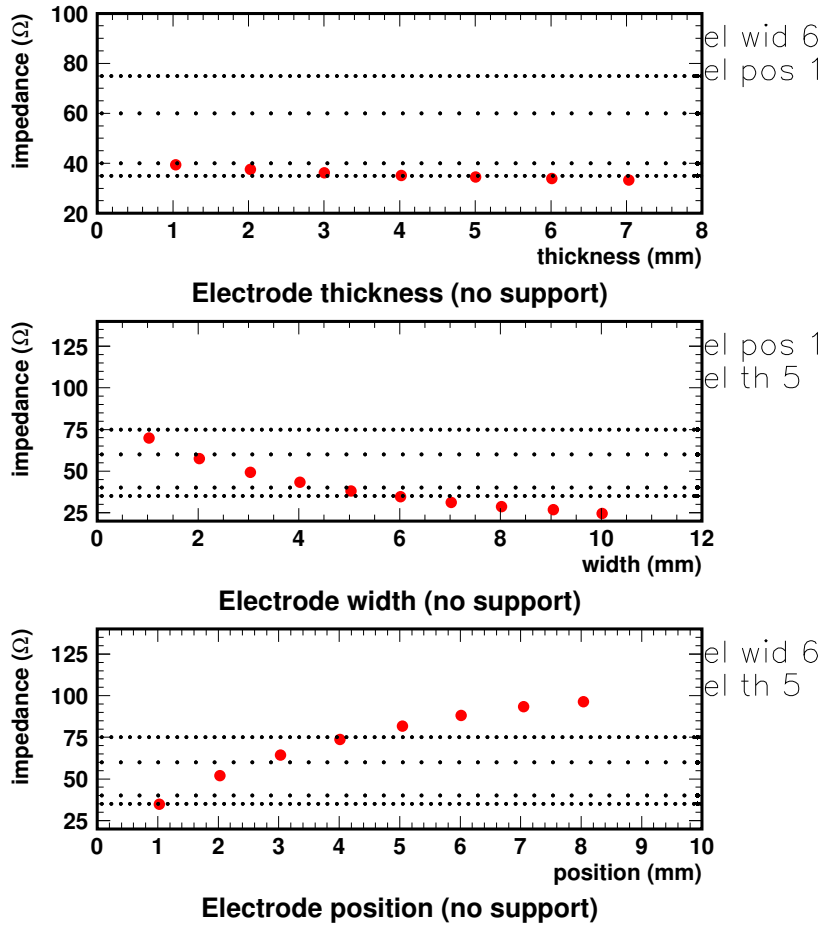 100
80
60
40
20
impedance (Ω)
el wid 6
el pos 1
0 1 2 3 4 5 6 7 8
thickness (mm)
Electrode thickness (no support)
125
100
75
50
25
impedance (Ω)
el pos 1
el th 5
0 2 4 6 8 10 12
width (mm)
Electrode width (no support)
125
100
75
50
25
impedance (Ω)
el wid 6
el th 5
0 1 2 3 4 5 6 7 8 9 10
position (mm)
Electrode position (no support)